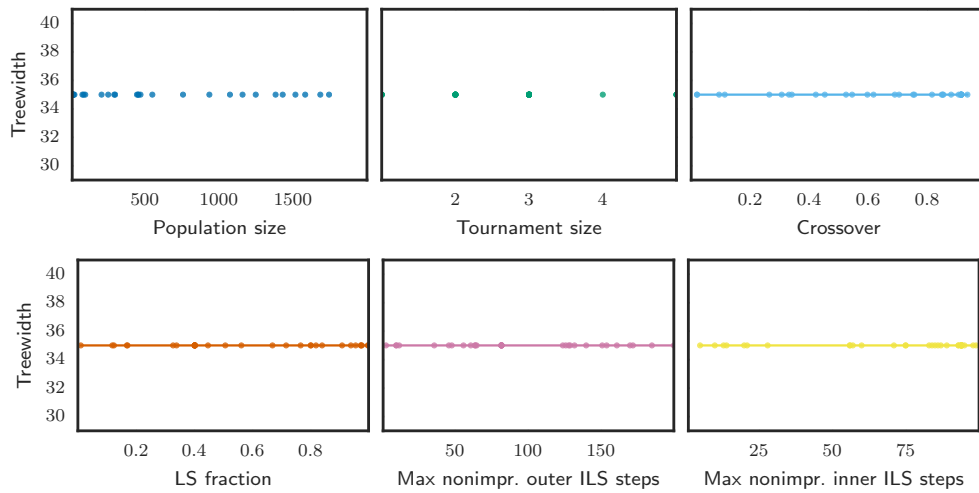 Treewidth
40
38
36
34
32
30
500 1000 1500
2 3 4
0.2 0.4 0.6 0.8
Population size
Tournament size
Crossover
Treewidth
40
38
36
34
32
30
0.2 0.4 0.6 0.8
50 100 150
25 50 75
LS fraction
Max nonimpr. outer ILS steps
Max nonimpr. inner ILS steps